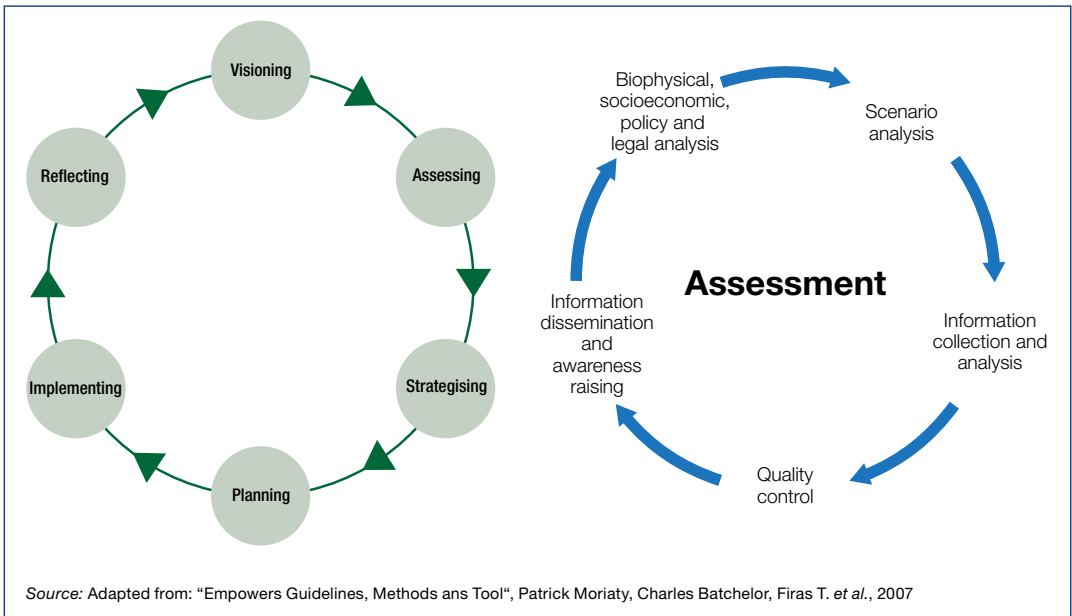 Visioning
Assessing
Strategising
Planning
Implementing
Reflecting
Biophysical,
socioeconomic,
policy and
legal analysis
Scenario
analysis
Information
collection and
analysis
Quality
control
Information
dissemination
and
awareness
raising
Assessment
Source: Adapted from: “Empowers Guidelines, Methods ans Tool“, Patrick Moriaty, Charles Batchelor, Firas T. et al., 2007